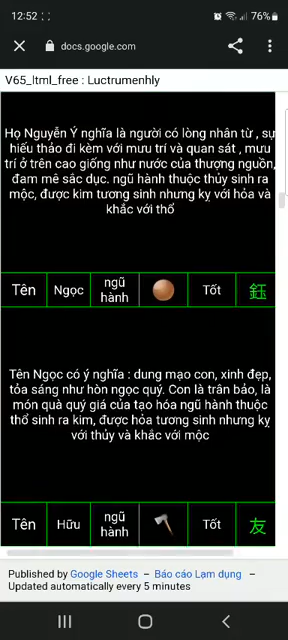 12:52
76%
docs.google.com
V65_ltml_free : Luctrumenhly
Họ Nguyễn Ý nghĩa là người có lòng nhân từ , sự
hiếu thảo đi kèm với mưu trí và quan sát , mưu
trí ở trên cao giống như nước của thượng nguồn,
đam mê sắc dục. ngũ hành thuộc thủy sinh ra
mộc, được kim tương sinh nhưng kỵ với hỏa và
khắc với thổ
Tên Ngọc ngũ hành Tốt 鈺
Tên Ngọc có ý nghĩa : dung mạo con, xinh đẹp,
tỏa sáng như hòn ngọc quý. Con là trân bảo, là
món quà quý giá của tạo hóa ngũ hành thuộc
thổ sinh ra kim, được hỏa tương sinh nhưng kỵ
với thủy và khắc với mộc
Tên Hữu ngũ hành Tốt 友
Published by Google Sheets – Báo cáo Lạm dụng –
Updated automatically every 5 minutes